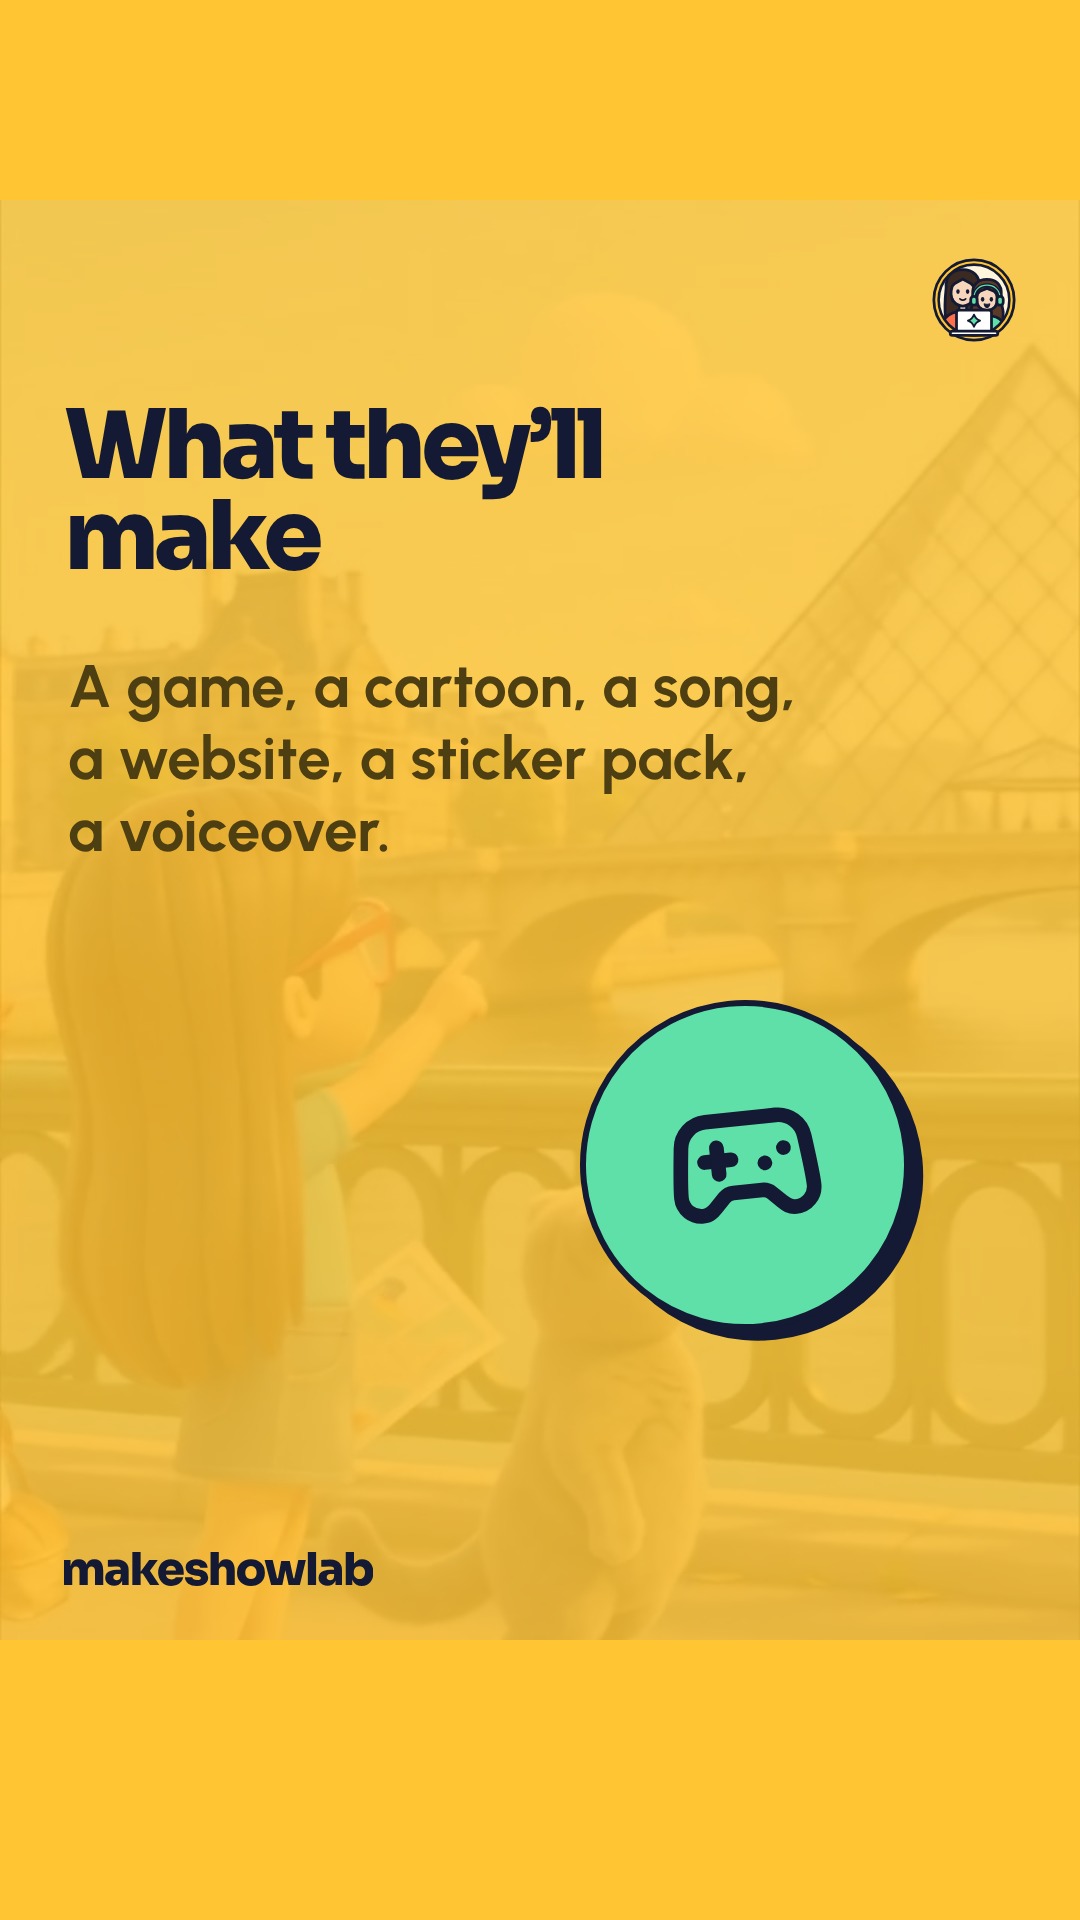 What they’ll
make
A game, a cartoon, a song,
a website, a sticker pack,
a voiceover.
makeshowlab